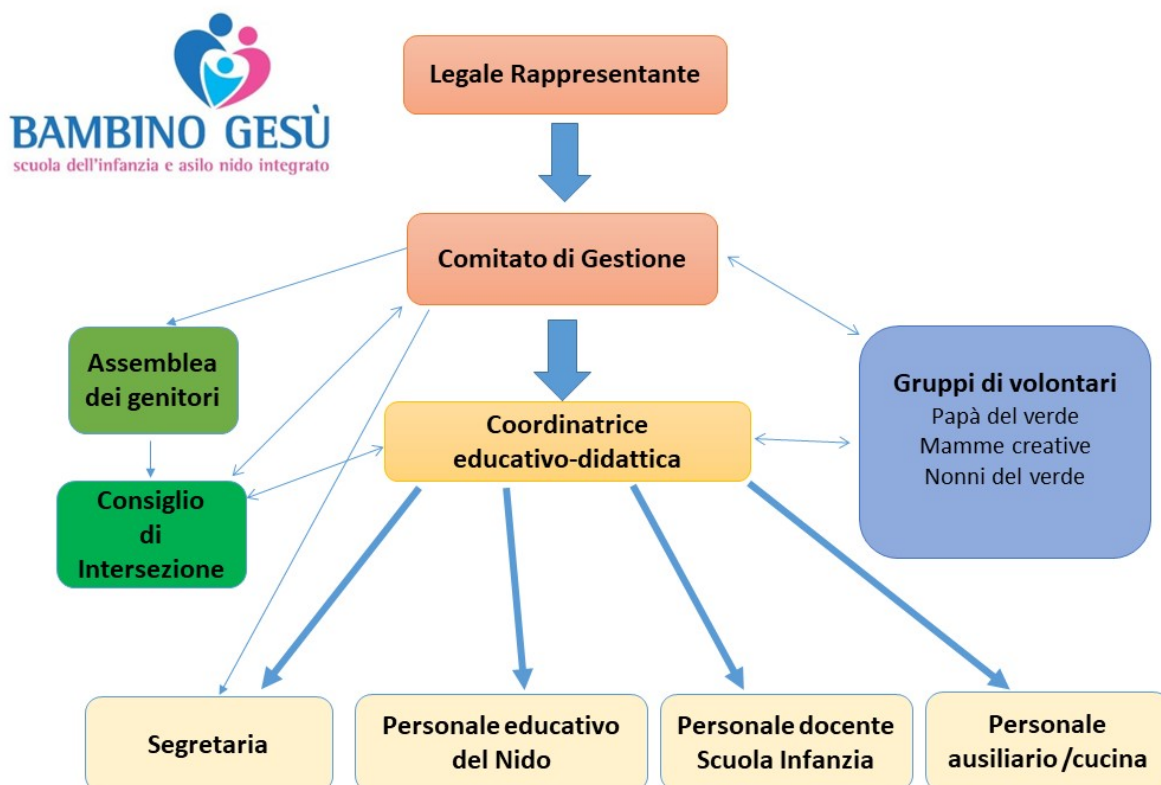 BAMBINO GESÙ
scuola dell'infanzia e asilo nido integrato
Legale Rappresentante
Comitato di Gestione
Assemblea
dei genitori
Gruppi di volontari
Papà del verde
Mamme creative
Nonni del verde
Coordinatrice
educativo-didattica
Consiglio
di
Intersezione
Segretaria
Personale educativo
del Nido
Personale docente
Scuola Infanzia
Personale
ausiliario /cucina